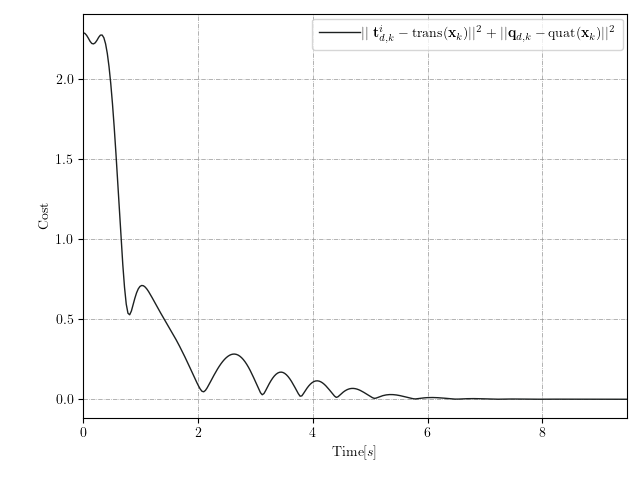 || 𝐭ⁱ_{d,k} − trans(𝐱_k)||² + ||𝐪_{d,k} − quat(𝐱_k)||²
2.0
1.5
1.0
0.5
0.0
Cost
0 2 4 6 8
Time[s]